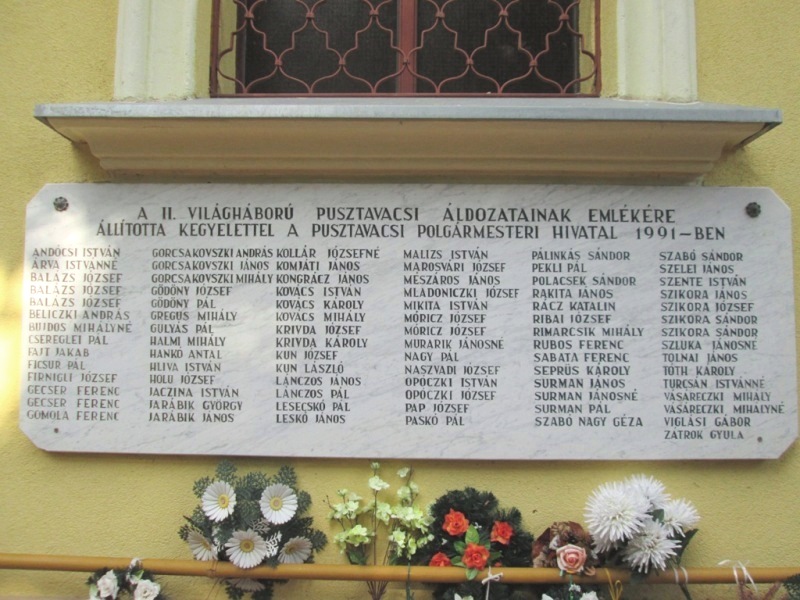 A II. VILÁGHÁBORÚ PUSZTAVACSI ÁLDOZATAINAK EMLÉKÉRE
ÁLLÍTOTTA KEGYELETTEL A PUSZTAVACSI POLGÁRMESTERI HIVATAL 1991-BEN
ANDÓCSI ISTVÁN
ÁRVA ISTVÁNNÉ
BALÁZS JÓZSEF
BALÁZS JÓZSEF
BALÁZS JÓZSEF
BELICZKI ANDRÁS
BUJDOS MIHÁLYNÉ
CSEREGLEI PÁL
FAJT JAKAB
FICSUR PÁL
FIRNIGLI JÓZSEF
GECSER FERENC
GECSER FERENC
GOMOLA FERENC
GORCSAKOVSZKI ANDRÁS
GORCSAKOVSZKI JÁNOS
GORCSAKOVSZKI MIHÁLY
GÖDÖNY JÓZSEF
GÖDÖNY PÁL
GREGUS MIHÁLY
GULYÁS PÁL
HALMI MIHÁLY
HANKO ANTAL
HLIVA ISTVÁN
HOLU JÓZSEF
JACZINA ISTVÁN
JARÁBIK GYÖRGY
JARÁBIK JÁNOS
KOLLÁR JÓZSEFNÉ
KOMJÁTI JÁNOS
KONGRÁCZ JÁNOS
KOVÁCS ISTVÁN
KOVÁCS KÁROLY
KOVÁCS MIHÁLY
KRIVDA JÓZSEF
KRIVDA KÁROLY
KUN JÓZSEF
KUN LÁSZLÓ
LÁNCZOS JÁNOS
LÁNCZOS PÁL
LESECSKÓ PÁL
LESKÓ JÁNOS
MALIZS ISTVÁN
MAROSVÁRI JÓZSEF
MÉSZÁROS JÁNOS
MLADONICZKI JÓZSEF
MIKITA ISTVÁN
MÓRICZ JÓZSEF
MÓRICZ JÓZSEF
MURARIK JÁNOSNÉ
NAGY PÁL
NASZVADI JÓZSEF
OPÓCZKI ISTVÁN
OPÓCZKI JÓZSEF
PAP JÓZSEF
PASKÓ PÁL
PÁLINKÁS SÁNDOR
PEKLI PÁL
POLACSEK SÁNDOR
RAKITA JÁNOS
RÁCZ KATALIN
RIBAI JÓZSEF
RIMARCSIK MIHÁLY
RUBOS FERENC
SABATA FERENC
SEPRÜS KÁROLY
SURMAN JÁNOS
SURMAN JÁNOSNÉ
SURMAN PÁL
SZABÓ NAGY GÉZA
SZABÓ SÁNDOR
SZELEI JÁNOS
SZENTE ISTVÁN
SZIKORA JÁNOS
SZIKORA JÓZSEF
SZIKORA SÁNDOR
SZIKORA SÁNDOR
SZLUKA JÁNOSNÉ
TOLNAI JÁNOS
TÓTH KÁROLY
TURCSÁN ISTVÁNNÉ
VASARECZKI MIHÁLY
VASARECZKI MIHÁLYNÉ
VIGLÁSI GÁBOR
ZATROK GYULA